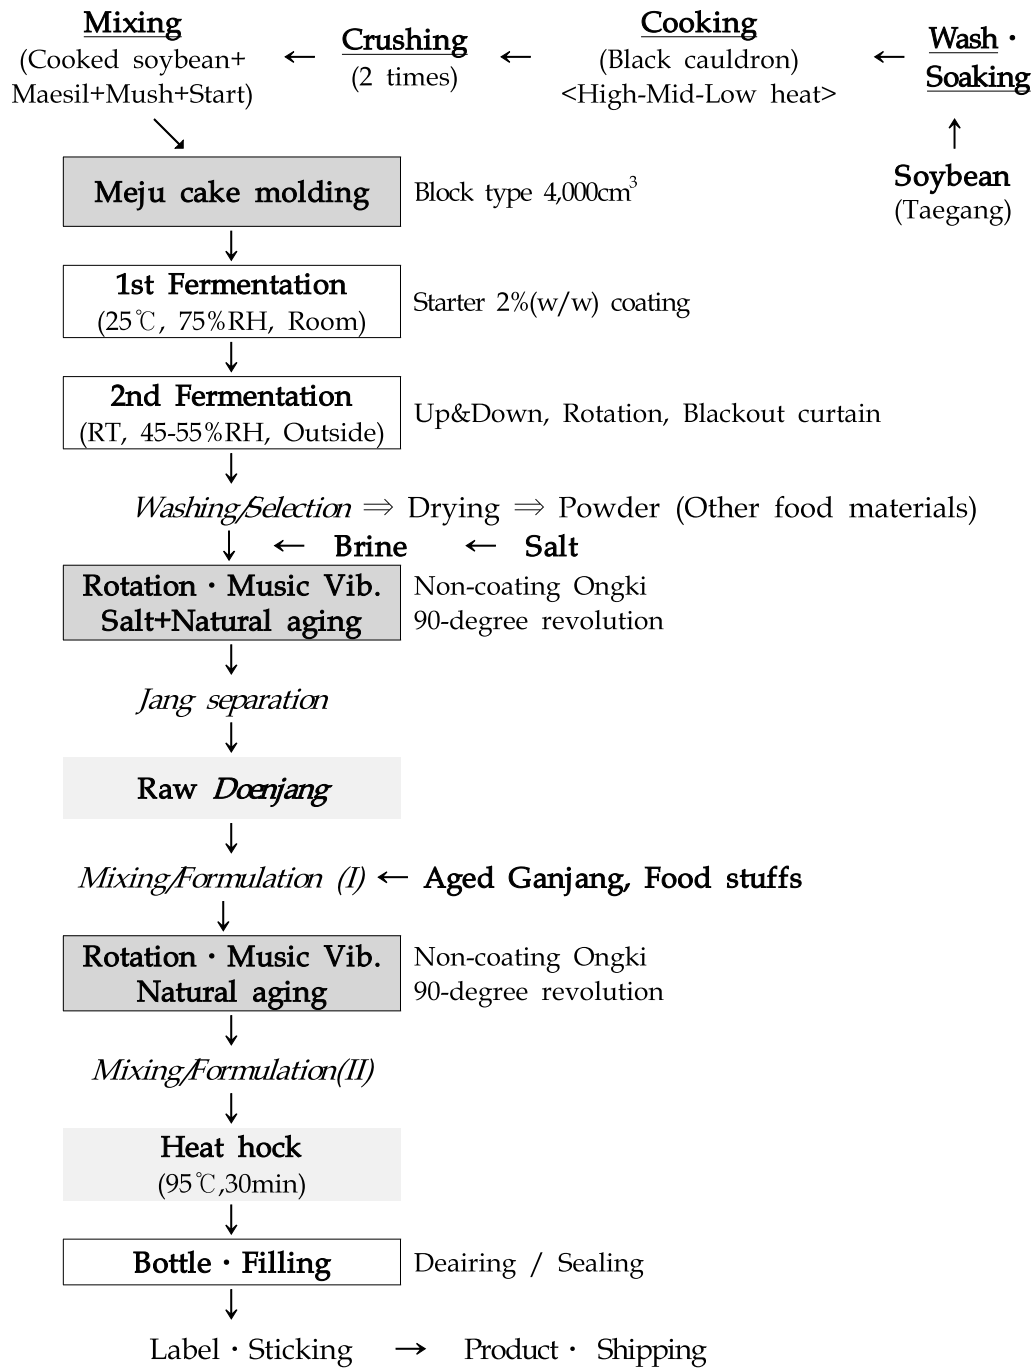 Mixing
(Cooked soybean+
Maesil+Mush+Start)
←
Crushing
(2 times)
←
Cooking
(Black cauldron)
<High-Mid-Low heat>
←
Wash・
Soaking
↑
Soybean
(Taegang)
↘
Meju cake molding
Block type 4,000cm³
↓
1st Fermentation
(25℃, 75%RH, Room)
Starter 2%(w/w) coating
↓
2nd Fermentation
(RT, 45-55%RH, Outside)
Up&Down, Rotation, Blackout curtain
↓
Washing/Selection ⇒ Drying ⇒ Powder (Other food materials)
↓ ← Brine ← Salt
Rotation・Music Vib.
Salt+Natural aging
Non-coating Ongki
90-degree revolution
↓
Jang separation
↓
Raw Doenjang
↓
Mixing/Formulation (I) ← Aged Ganjang, Food stuffs
↓
Rotation・Music Vib.
Natural aging
Non-coating Ongki
90-degree revolution
↓
Mixing/Formulation(II)
↓
Heat hock
(95℃,30min)
↓
Bottle・Filling
Deairing / Sealing
↓
Label・Sticking → Product・ Shipping